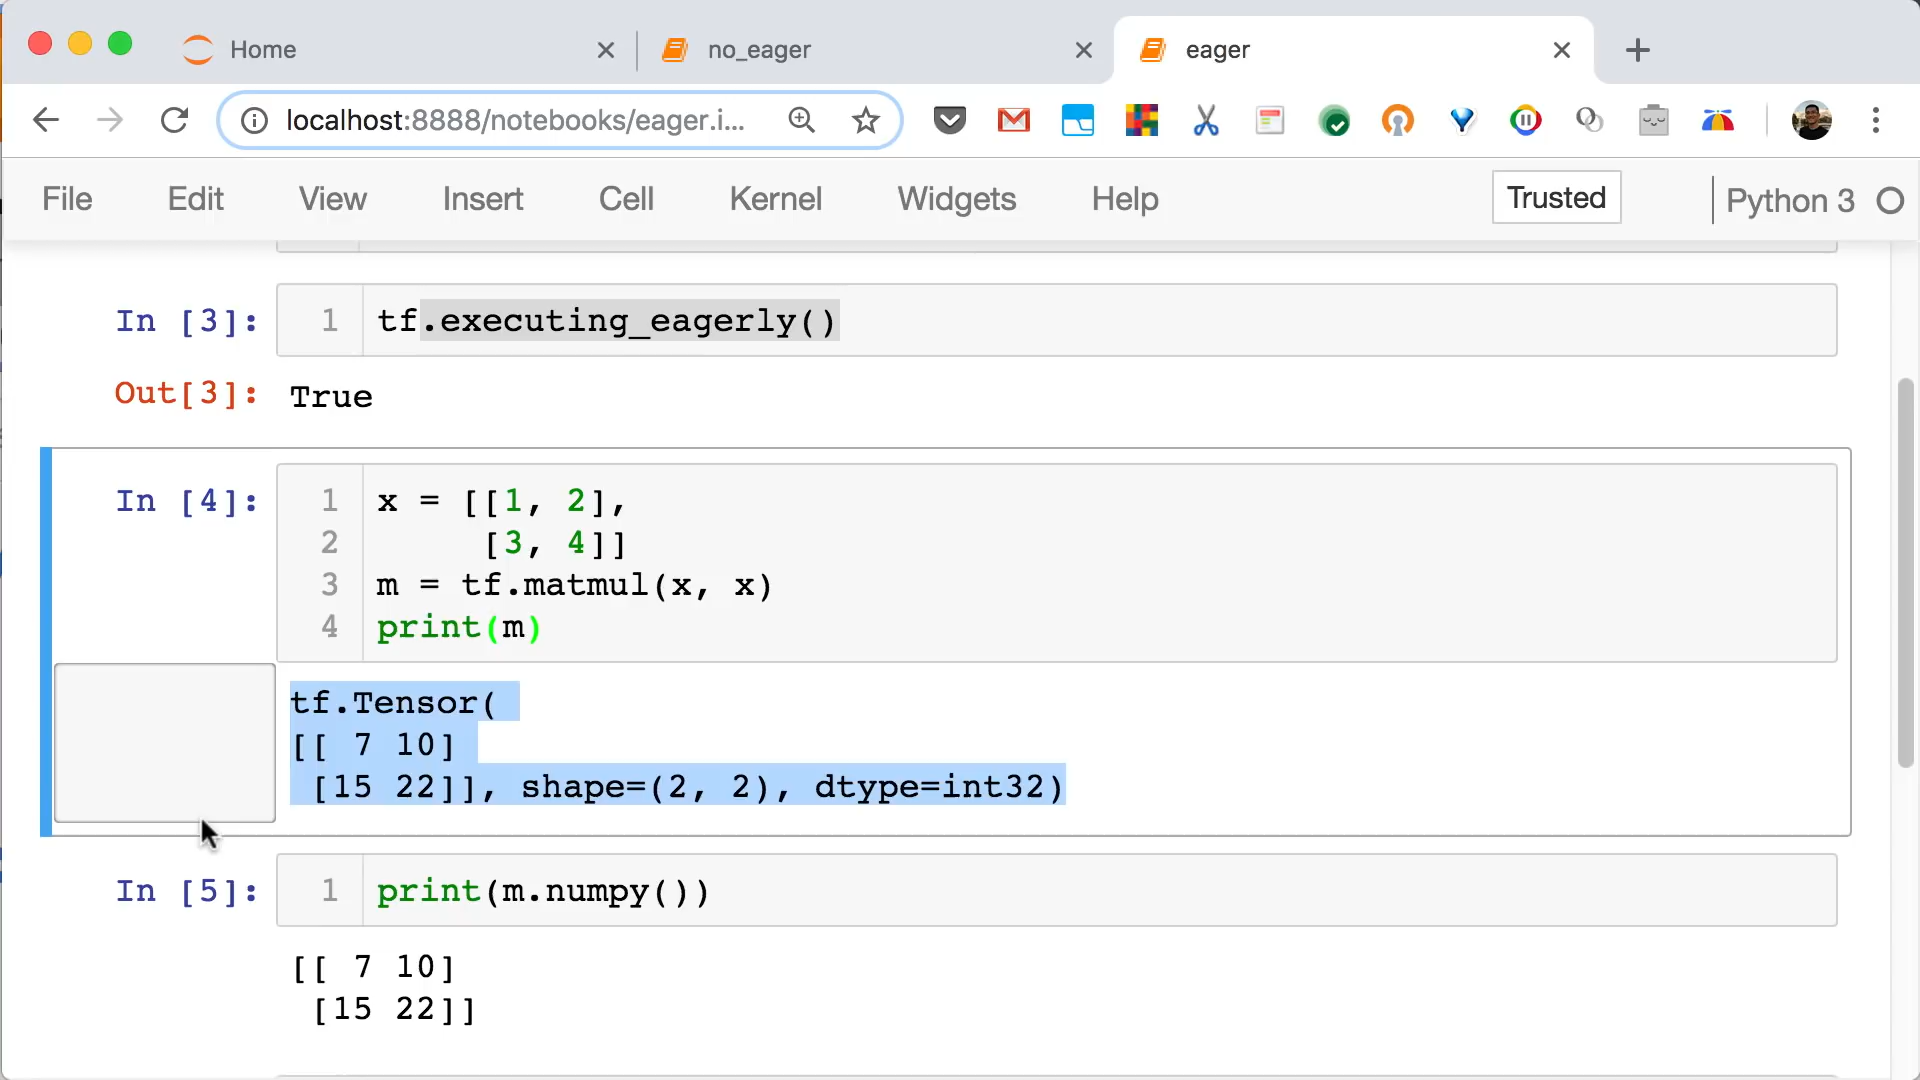 Home
no_eager
eager
localhost:8888/notebooks/eager.i...
File Edit View Insert Cell Kernel Widgets Help Trusted Python 3
In [3]: 1 tf.executing_eagerly()
Out[3]: True
In [4]: 1 x = [[1, 2],
2 [3, 4]]
3 m = tf.matmul(x, x)
4 print(m)
tf.Tensor(
[[ 7 10]
[15 22]], shape=(2, 2), dtype=int32)
In [5]: 1 print(m.numpy())
[[ 7 10]
[15 22]]